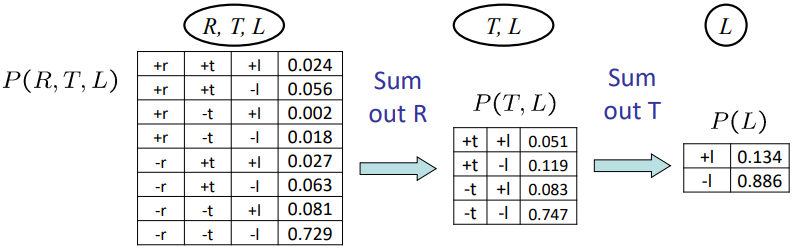 R, T, L
P(R, T, L)
+r +t +l 0.024
+r +t -l 0.056
+r -t +l 0.002
+r -t -l 0.018
-r +t +l 0.027
-r +t -l 0.063
-r -t +l 0.081
-r -t -l 0.729
Sum
out R
T, L
P(T, L)
+t +l 0.051
+t -l 0.119
-t +l 0.083
-t -l 0.747
Sum
out T
L
P(L)
+l 0.134
-l 0.886